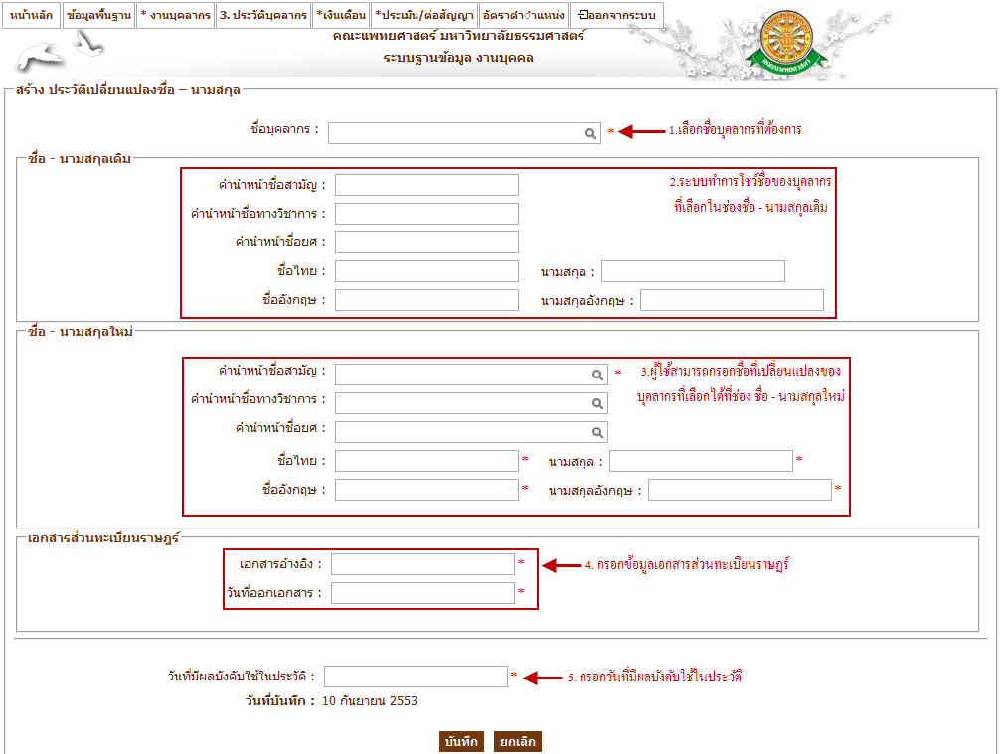 หน้าหลัก ข้อมูลพื้นฐาน * งานบุคลากร 3. ประวัติบุคลากร *เงินเดือน *ประเมิน/ต่อสัญญา อัตราตำแหน่ง ออกจากระบบ
คณะแพทยศาสตร์ มหาวิทยาลัยธรรมศาสตร์
ระบบฐานข้อมูล งานบุคคล
คณะแพทยศาสตร์
สร้าง ประวัติเปลี่ยนแปลงชื่อ – นามสกุล
ชื่อบุคลากร : * 1.เลือกชื่อบุคลากรที่ต้องการ
ชื่อ - นามสกุลเดิม
คำนำหน้าชื่อสามัญ : 2.ระบบทำการโชว์ชื่อของบุคลากร
คำนำหน้าชื่อทางวิชาการ : ที่เลือกในช่องชื่อ - นามสกุลเดิม
คำนำหน้าชื่อยศ :
ชื่อไทย : นามสกุล :
ชื่ออังกฤษ : นามสกุลอังกฤษ :
ชื่อ - นามสกุลใหม่
คำนำหน้าชื่อสามัญ : * 3.ผู้ใช้สามารถกรอกชื่อที่เปลี่ยนแปลงของ
คำนำหน้าชื่อทางวิชาการ : บุคลากรที่เลือกได้ที่ช่อง ชื่อ - นามสกุลใหม่
คำนำหน้าชื่อยศ :
ชื่อไทย : * นามสกุล : *
ชื่ออังกฤษ : * นามสกุลอังกฤษ : *
เอกสารส่วนทะเบียนราษฎร์
เอกสารอ้างอิง : * 4. กรอกข้อมูลเอกสารส่วนทะเบียนราษฎร์
วันที่ออกเอกสาร : *
วันที่มีผลบังคับใช้ในประวัติ : * 5. กรอกวันที่มีผลบังคับใช้ในประวัติ
วันที่บันทึก : 10 กันยายน 2553
บันทึก ยกเลิก